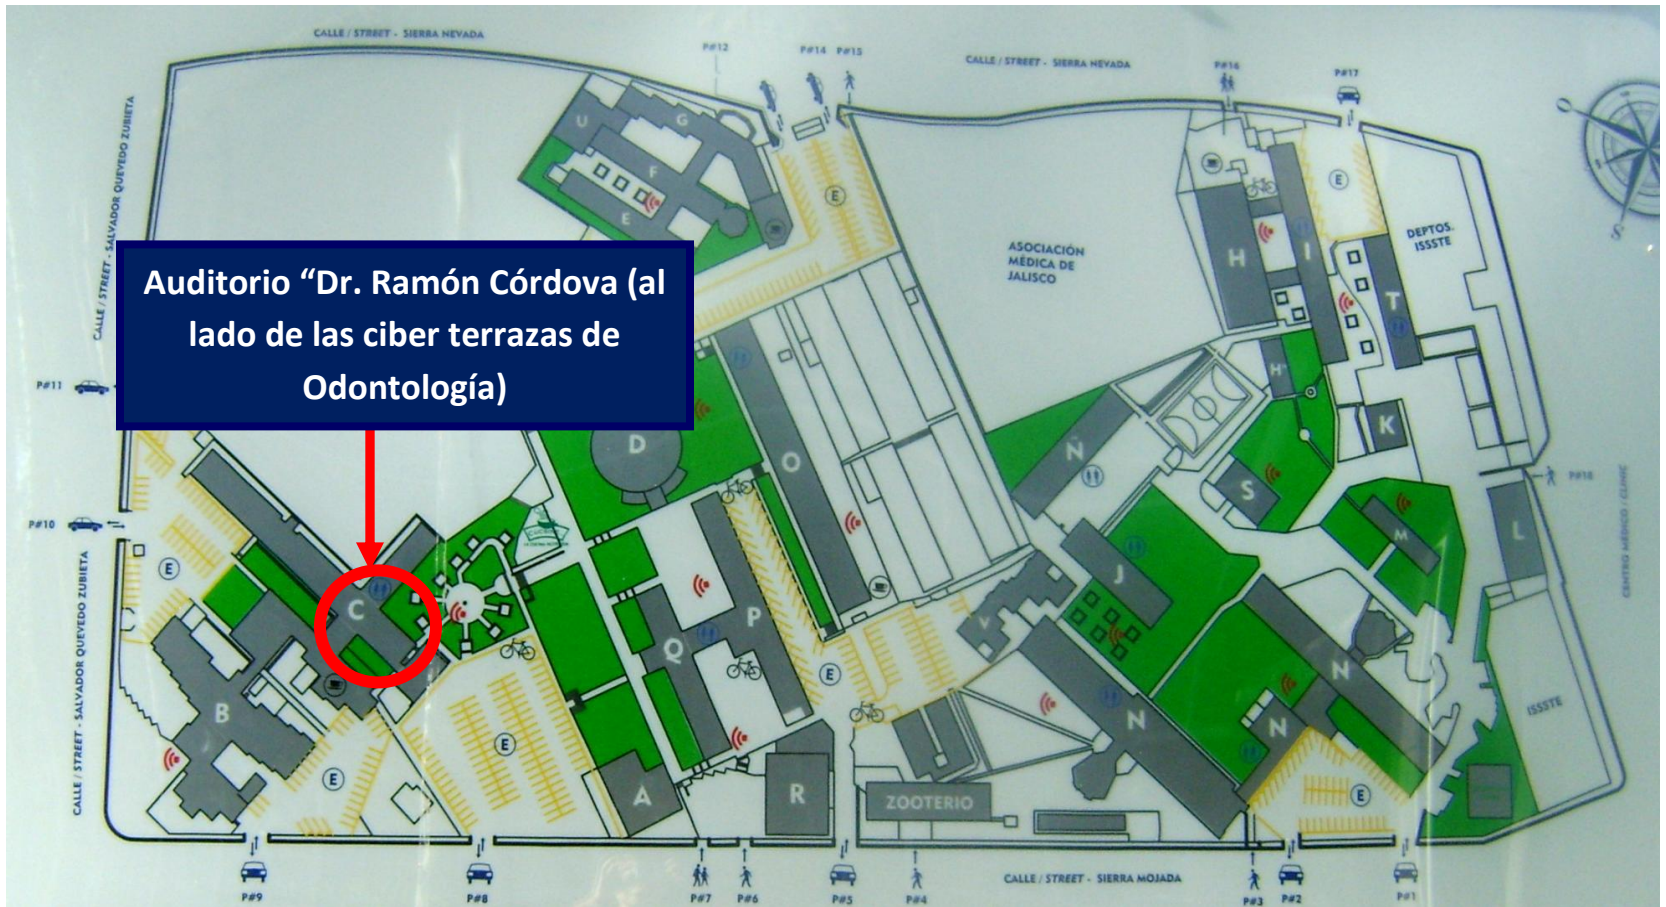 CALLE / STREET - SIERRA NEVADA
P#12
P#14
P#15
CALLE / STREET - SIERRA NEVADA
P#16
P#17
O
S
CALLE / STREET - SALVADOR QUEVEDO ZUBIETA
U
G
F
E
E
E
ASOCIACIÓN
MÉDICA DE
JALISCO
H
I
T
DEPTOS.
ISSSTE
Auditorio “Dr. Ramón Córdova (al
lado de las ciber terrazas de
Odontología)
P#11
D
O
Ñ
H
K
S
M
L
P#18
CENTRO MÉDICO / CLINIC
P#10
E
C
B
CALLE / STREET - SALVADOR QUEVEDO ZUBIETA
Q
P
J
V
E
N
N
N
ISSSTE
E
E
A
R
ZOOTERIO
E
P#9
P#8
P#7
P#6
P#5
P#4
CALLE / STREET - SIERRA MOJADA
P#3
P#2
P#1